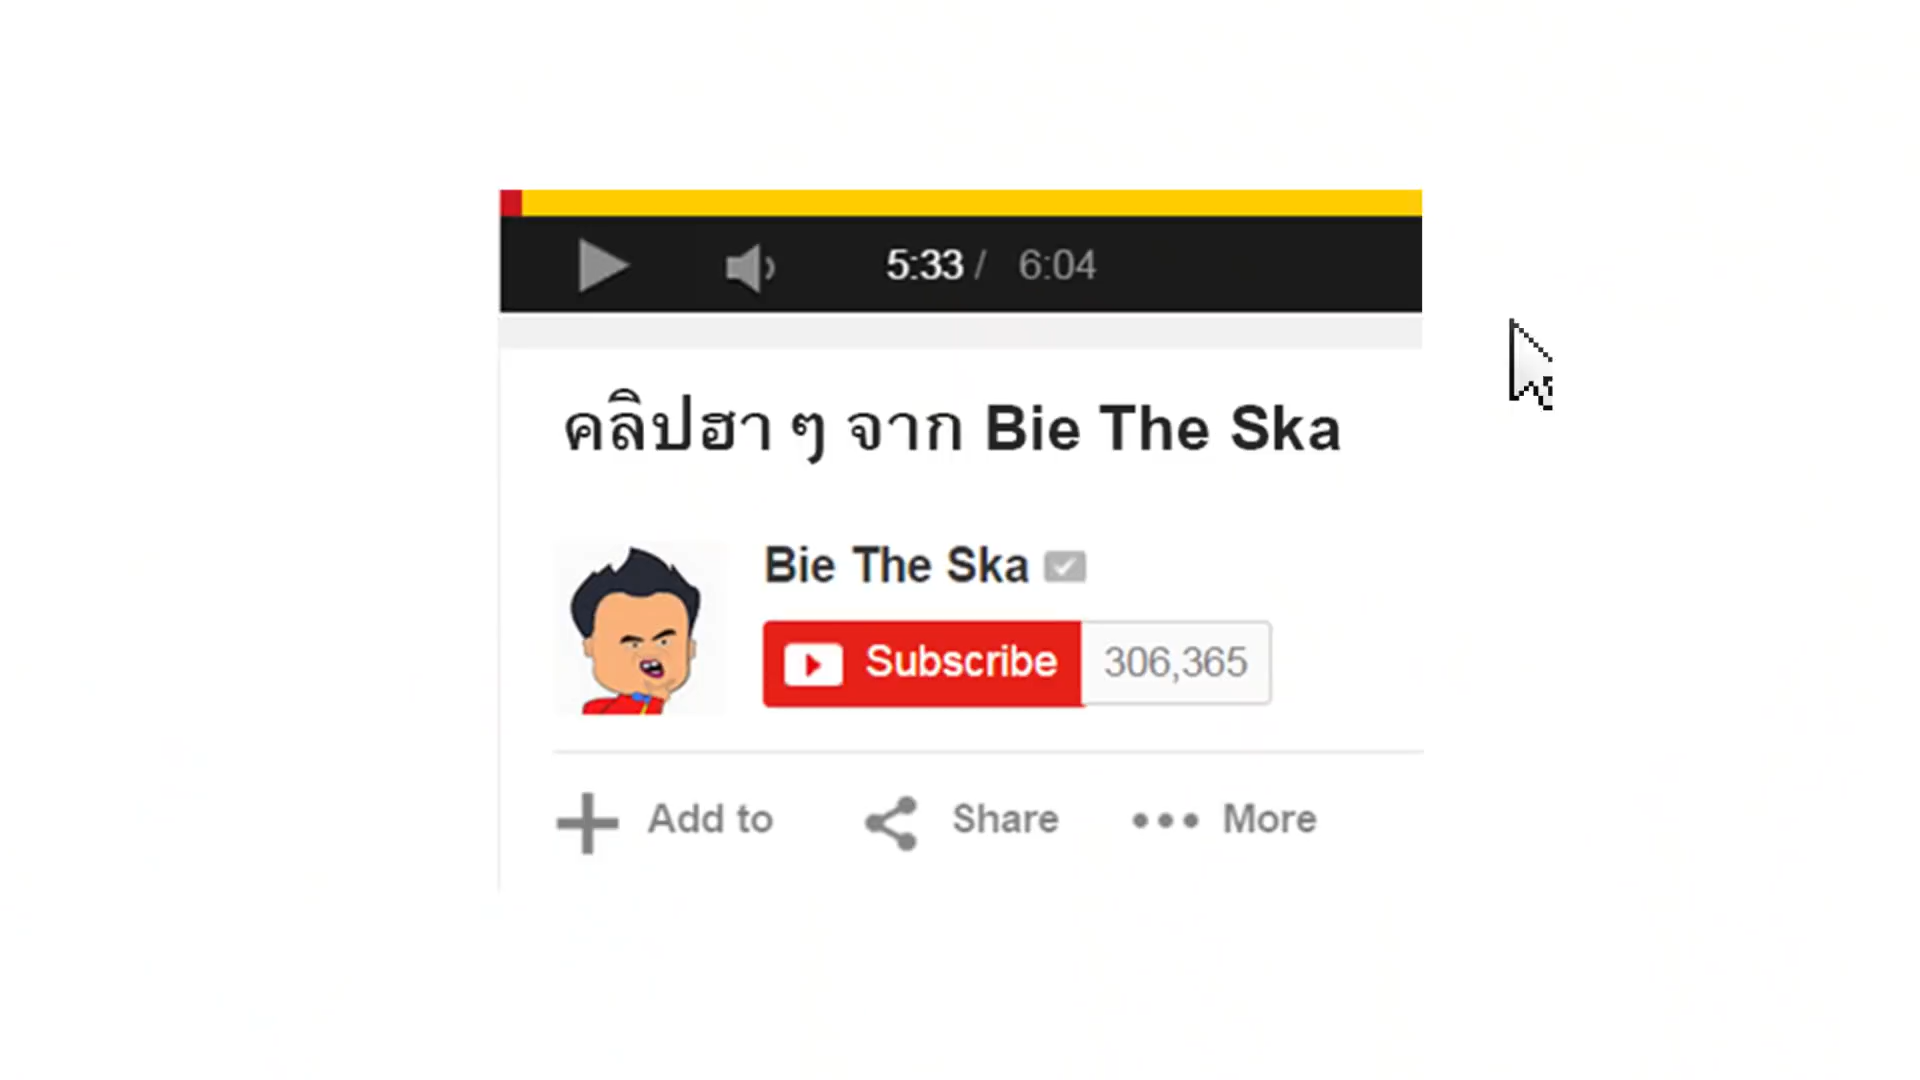 5:33 / 6:04
คลิปฮา ๆ จาก Bie The Ska
Bie The Ska
Subscribe 306,365
Add to Share More